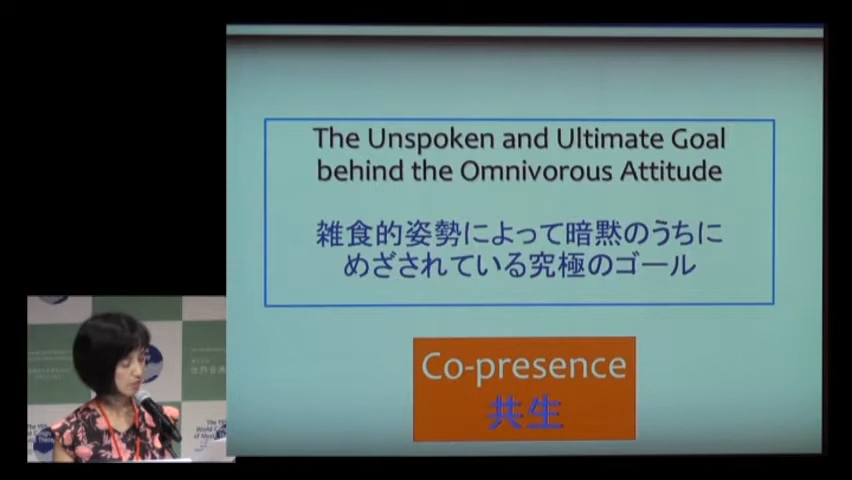 The Unspoken and Ultimate Goal
behind the Omnivorous Attitude
雑食的姿勢によって暗黙のうちに
めざされている究極のゴール
Co-presence
共生